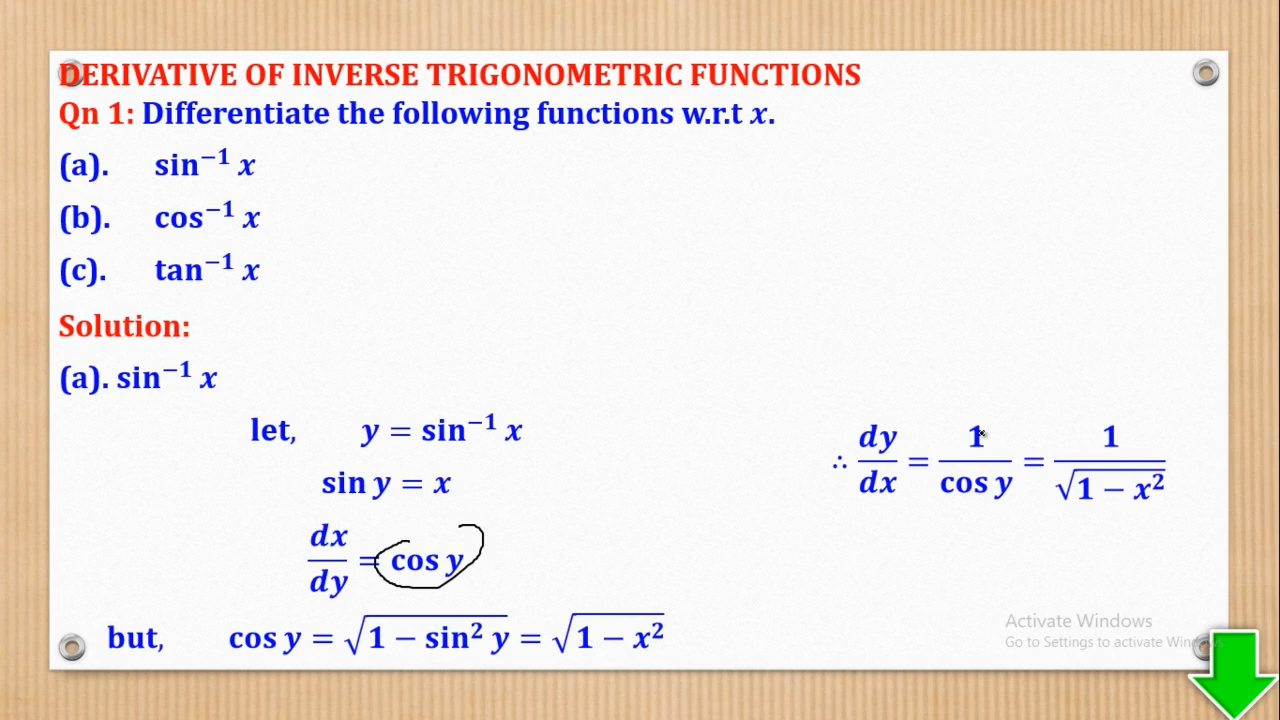 DERIVATIVE OF INVERSE TRIGONOMETRIC FUNCTIONS
Qn 1: Differentiate the following functions w.r.t x.
(a). sin⁻¹ x
(b). cos⁻¹ x
(c). tan⁻¹ x
Solution:
(a). sin⁻¹ x
let, y = sin⁻¹ x
sin y = x
dx/dy = cos y
but, cos y = √(1 − sin² y) = √(1 − x²)
∴ dy/dx = 1/cos y = 1/√(1 − x²)
Activate Windows
Go to Settings to activate Windows